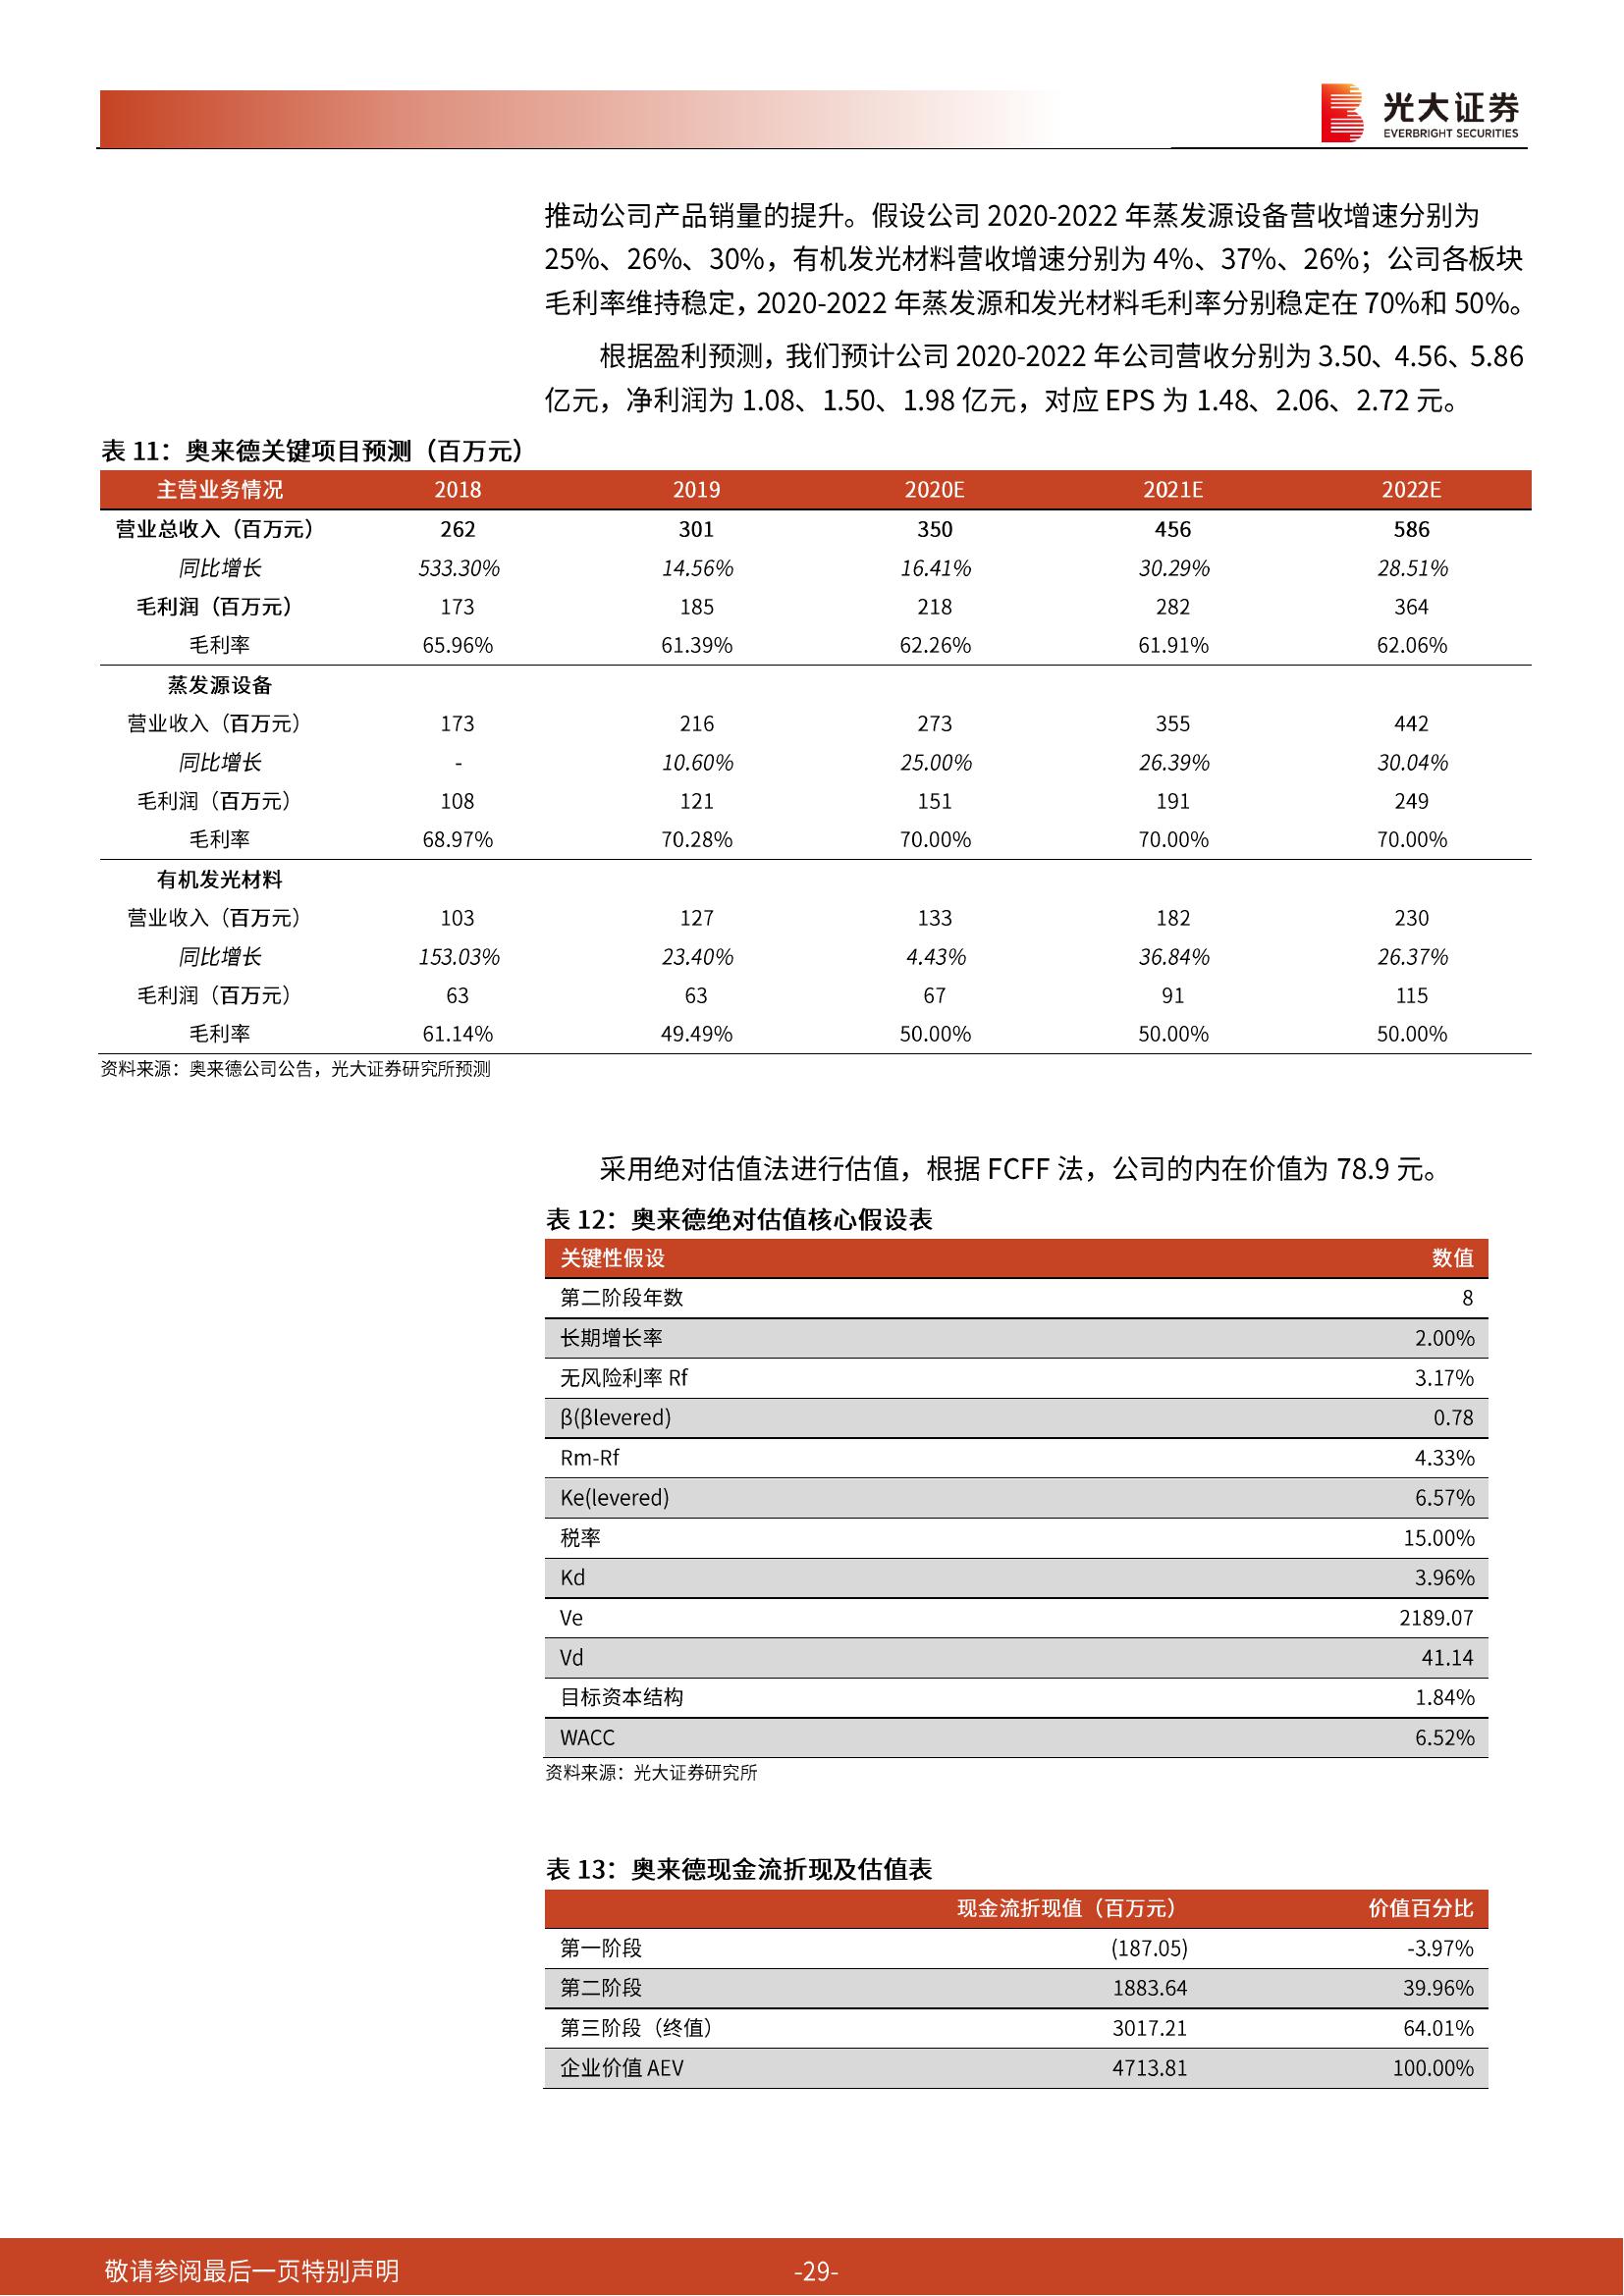 光大证券
EVERBRIGHT SECURITIES
推动公司产品销量的提升。假设公司 2020-2022 年蒸发源设备营收增速分别为
25%、26%、30%，有机发光材料营收增速分别为 4%、37%、26%；公司各板块
毛利率维持稳定，2020-2022 年蒸发源和发光材料毛利率分别稳定在 70%和 50%。
根据盈利预测，我们预计公司 2020-2022 年公司营收分别为 3.50、4.56、5.86
亿元，净利润为 1.08、1.50、1.98 亿元，对应 EPS 为 1.48、2.06、2.72 元。
表 11：奥来德关键项目预测（百万元）
主营业务情况 2018 2019 2020E 2021E 2022E
营业总收入（百万元） 262 301 350 456 586
同比增长 533.30% 14.56% 16.41% 30.29% 28.51%
毛利润（百万元） 173 185 218 282 364
毛利率 65.96% 61.39% 62.26% 61.91% 62.06%
蒸发源设备
营业收入（百万元） 173 216 273 355 442
同比增长 - 10.60% 25.00% 26.39% 30.04%
毛利润（百万元） 108 121 151 191 249
毛利率 68.97% 70.28% 70.00% 70.00% 70.00%
有机发光材料
营业收入（百万元） 103 127 133 182 230
同比增长 153.03% 23.40% 4.43% 36.84% 26.37%
毛利润（百万元） 63 63 67 91 115
毛利率 61.14% 49.49% 50.00% 50.00% 50.00%
资料来源：奥来德公司公告，光大证券研究所预测
采用绝对估值法进行估值，根据 FCFF 法，公司的内在价值为 78.9 元。
表 12：奥来德绝对估值核心假设表
关键性假设 数值
第二阶段年数 8
长期增长率 2.00%
无风险利率 Rf 3.17%
β(βlevered) 0.78
Rm-Rf 4.33%
Ke(levered) 6.57%
税率 15.00%
Kd 3.96%
Ve 2189.07
Vd 41.14
目标资本结构 1.84%
WACC 6.52%
资料来源：光大证券研究所
表 13：奥来德现金流折现及估值表
现金流折现值（百万元） 价值百分比
第一阶段 (187.05) -3.97%
第二阶段 1883.64 39.96%
第三阶段（终值） 3017.21 64.01%
企业价值 AEV 4713.81 100.00%
敬请参阅最后一页特别声明 -29-